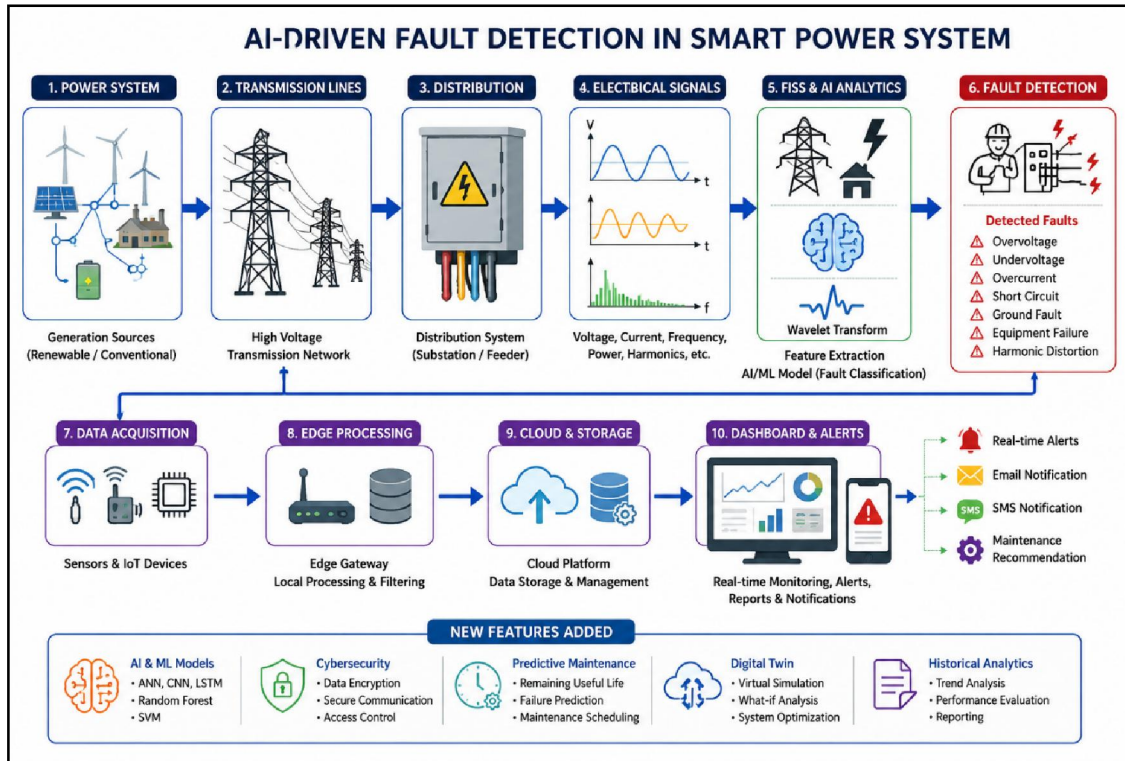 AI-DRIVEN FAULT DETECTION IN SMART POWER SYSTEM
1. POWER SYSTEM
Generation Sources
(Renewable / Conventional)
2. TRANSMISSION LINES
High Voltage
Transmission Network
3. DISTRIBUTION
Distribution System
(Substation / Feeder)
4. ELECTBICAL SIGNALS
V
t
t
f
Voltage, Current, Frequency,
Power, Harmonics, etc.
5. FISS & AI ANALYTICS
Wavelet Transform
Feature Extraction
AI/ML Model (Fault Classification)
6. FAULT DETECTION
Detected Faults
Overvoltage
Undervoltage
Overcurrent
Short Circuit
Ground Fault
Equipment Failure
Harmonic Distortion
7. DATA ACQUISITION
Sensors & IoT Devices
8. EDGE PROCESSING
Edge Gateway
Local Processing & Filtering
9. CLOUD & STORAGE
Cloud Platform
Data Storage & Management
10. DASHBOARD & ALERTS
Real-time Monitoring, Alerts,
Reports & Notifications
Real-time Alerts
Email Notification
SMS
SMS Notification
Maintenance
Recommendation
NEW FEATURES ADDED
AI & ML Models
• ANN, CNN, LSTM
• Random Forest
• SVM
Cybersecurity
• Data Encryption
• Secure Communication
• Access Control
Predictive Maintenance
• Remaining Useful Life
• Failure Prediction
• Maintenance Scheduling
Digital Twin
• Virtual Simulation
• What-if Analysis
• System Optimization
Historical Analytics
• Trend Analysis
• Performance Evaluation
• Reporting